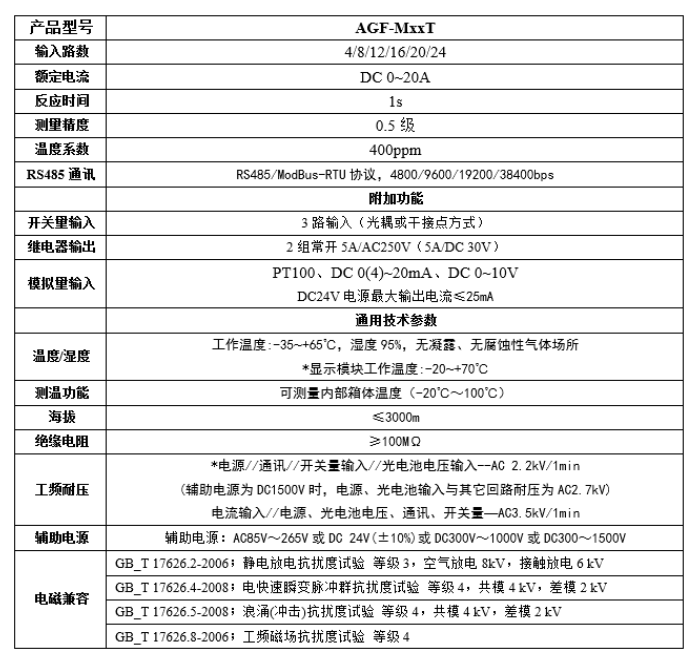 产品型号 AGF-MxxT
输入路数 4/8/12/16/20/24
额定电流 DC 0~20A
反应时间 1s
测量精度 0.5 级
温度系数 400ppm
RS485 通讯 RS485/ModBus-RTU 协议，4800/9600/19200/38400bps
附加功能
开关量输入 3 路输入（光耦或干接点方式）
继电器输出 2 组常开 5A/AC250V（5A/DC 30V）
模拟量输入 PT100、DC 0(4)~20mA、DC 0~10V
DC24V 电源最大输出电流≤25mA
通用技术参数
温度/湿度 工作温度:-35~+65℃，湿度 95%，无凝露、无腐蚀性气体场所
*显示模块工作温度:-20~+70℃
测温功能 可测量内部箱体温度（-20℃～100℃）
海拔 ≤3000m
绝缘电阻 ≥100MΩ
工频耐压 *电源//通讯//开关量输入//光电池电压输入--AC 2.2kV/1min
(辅助电源为 DC1500V 时，电源、光电池输入与其它回路耐压为 AC2.7kV)
电流输入//电源、光电池电压、通讯、开关量—AC3.5kV/1min
辅助电源 辅助电源：AC85V～265V 或 DC 24V(±10%)或 DC300V～1000V 或 DC300～1500V
电磁兼容 GB_T 17626.2-2006；静电放电抗扰度试验 等级 3，空气放电 8kV，接触放电 6 kV
GB_T 17626.4-2008；电快速瞬变脉冲群抗扰度试验 等级 4，共模 4 kV，差模 2 kV
GB_T 17626.5-2008；浪涌(冲击)抗扰度试验 等级 4，共模 4 kV，差模 2 kV
GB_T 17626.8-2006；工频磁场抗扰度试验 等级 4